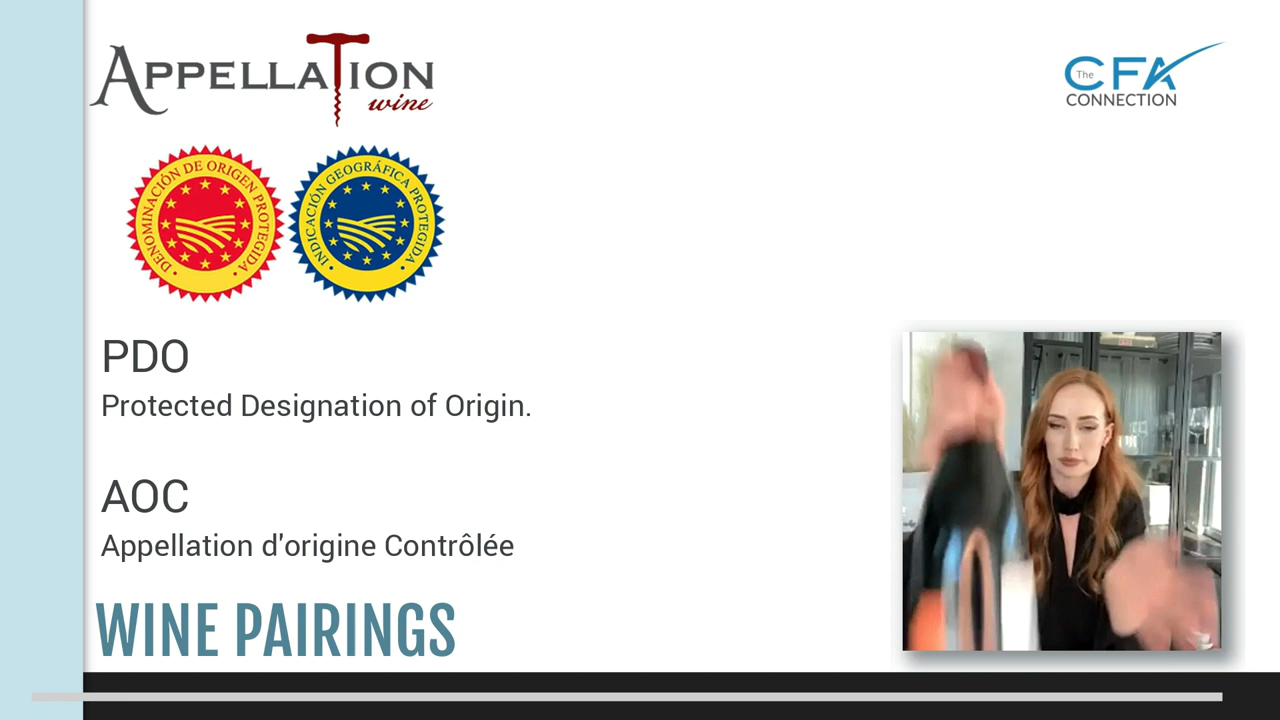 APPELLATION
wine
The CFA
CONNECTION
DENOMINACIÓN DE ORIGEN PROTEGIDA
INDICACIÓN GEOGRÁFICA PROTEGIDA
PDO
Protected Designation of Origin.
AOC
Appellation d'origine Contrôlée
WINE PAIRINGS